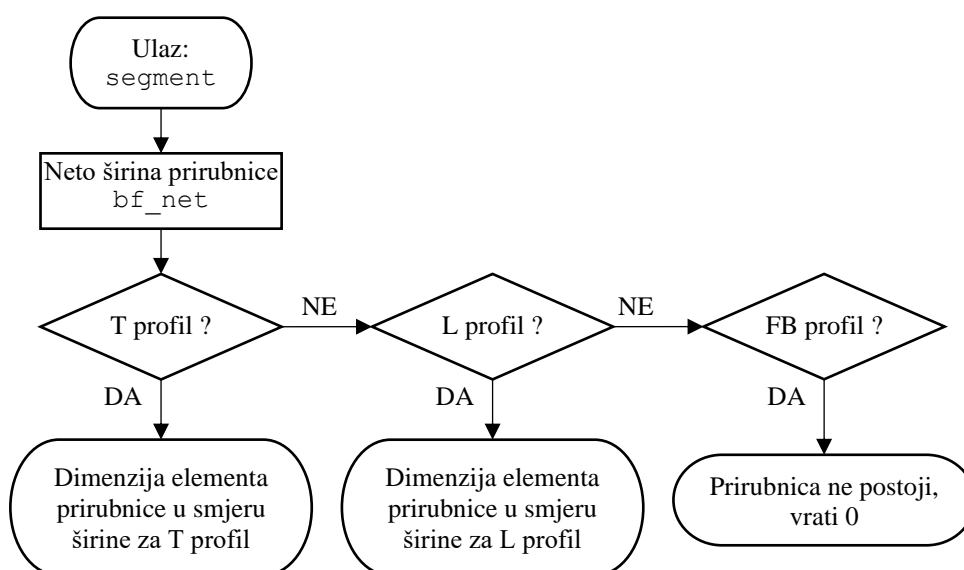 Ulaz:
segment
Neto širina prirubnice
bf_net
T profil ?
NE
L profil ?
NE
FB profil ?
DA
DA
DA
Dimenzija elementa
prirubnice u smjeru
širine za T profil
Dimenzija elementa
prirubnice u smjeru
širine za L profil
Prirubnica ne postoji,
vrati 0